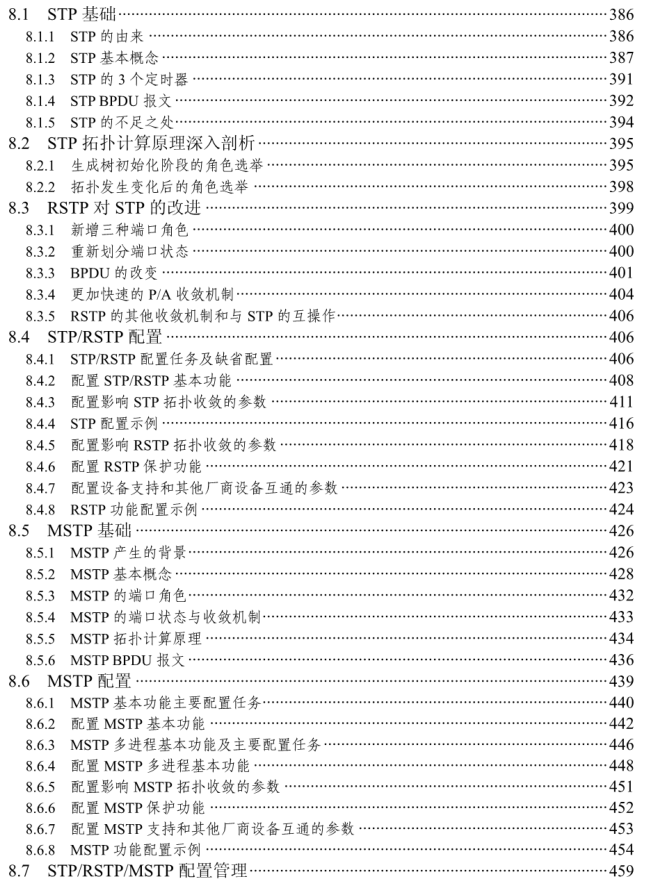 8.1 STP 基础……386
8.1.1 STP 的由来……386
8.1.2 STP 基本概念……387
8.1.3 STP 的 3 个定时器……391
8.1.4 STP BPDU 报文……392
8.1.5 STP 的不足之处……394
8.2 STP 拓扑计算原理深入剖析……395
8.2.1 生成树初始化阶段的角色选举……395
8.2.2 拓扑发生变化后的角色选举……398
8.3 RSTP 对 STP 的改进……399
8.3.1 新增三种端口角色……400
8.3.2 重新划分端口状态……400
8.3.3 BPDU 的改变……401
8.3.4 更加快速的 P/A 收敛机制……404
8.3.5 RSTP 的其他收敛机制和与 STP 的互操作……406
8.4 STP/RSTP 配置……406
8.4.1 STP/RSTP 配置任务及缺省配置……406
8.4.2 配置 STP/RSTP 基本功能……408
8.4.3 配置影响 STP 拓扑收敛的参数……411
8.4.4 STP 配置示例……416
8.4.5 配置影响 RSTP 拓扑收敛的参数……418
8.4.6 配置 RSTP 保护功能……421
8.4.7 配置设备支持和其他厂商设备互通的参数……423
8.4.8 RSTP 功能配置示例……424
8.5 MSTP 基础……426
8.5.1 MSTP 产生的背景……426
8.5.2 MSTP 基本概念……428
8.5.3 MSTP 的端口角色……432
8.5.4 MSTP 的端口状态与收敛机制……433
8.5.5 MSTP 拓扑计算原理……434
8.5.6 MSTP BPDU 报文……436
8.6 MSTP 配置……439
8.6.1 MSTP 基本功能主要配置任务……440
8.6.2 配置 MSTP 基本功能……442
8.6.3 MSTP 多进程基本功能及主要配置任务……446
8.6.4 配置 MSTP 多进程基本功能……448
8.6.5 配置影响 MSTP 拓扑收敛的参数……451
8.6.6 配置 MSTP 保护功能……452
8.6.7 配置 MSTP 支持和其他厂商设备互通的参数……453
8.6.8 MSTP 功能配置示例……454
8.7 STP/RSTP/MSTP 配置管理……459